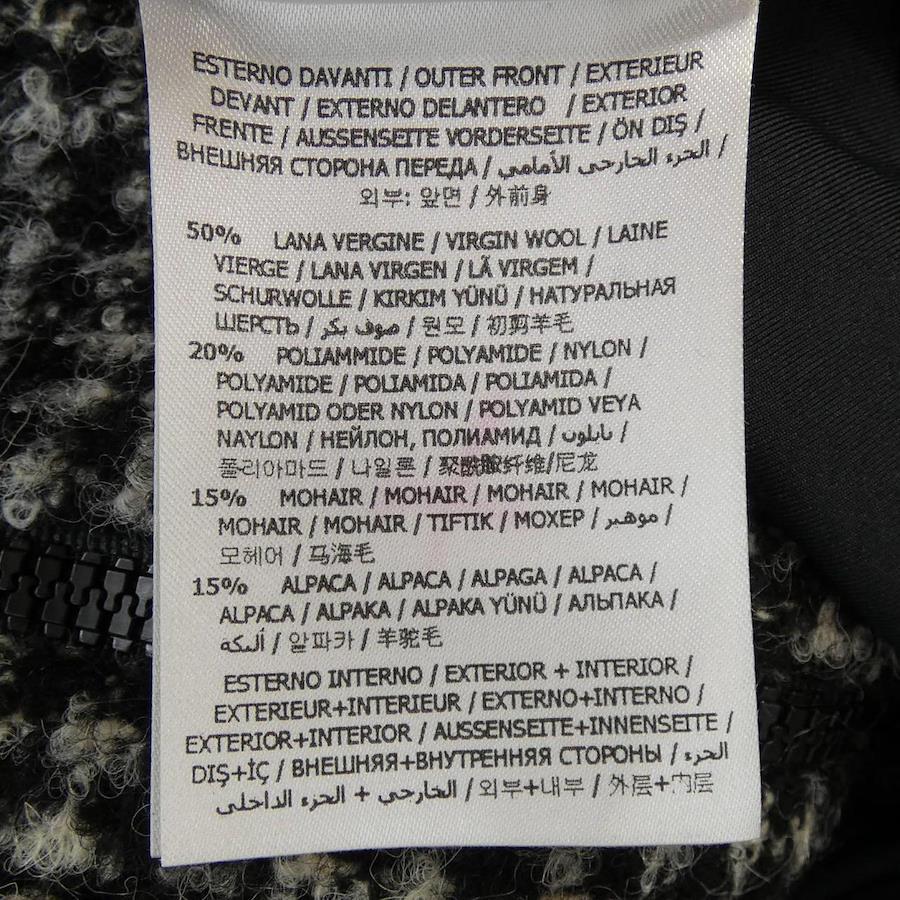 ESTERNO DAVANTI / OUTER FRONT / EXTERIEUR
DEVANT / EXTERNO DELANTERO / EXTERIOR
FRENTE / AUSSENSEITE VORDERSEITE / ÖN DIŞ /
ВНЕШНЯЯ СТОРОНА ПЕРЕДА / الجزء الخارجي الأمامي /
외부: 앞면 / 外前身
50% LANA VERGINE / VIRGIN WOOL / LAINE
VIERGE / LANA VIRGEN / LÃ VIRGEM /
SCHURWOLLE / KIRKIM YÜNÜ / НАТУРАЛЬНАЯ
ШЕРСТЬ / صوف بكر / 원모 / 初剪羊毛
20% POLIAMMIDE / POLYAMIDE / NYLON /
POLYAMIDE / POLIAMIDA / POLIAMIDA /
POLYAMID ODER NYLON / POLYAMID VEYA
NAYLON / НЕЙЛОН, ПОЛИАМИД / نايلون /
폴리아마드 / 나일론 / 聚酰胺纤维/尼龙
15% MOHAIR / MOHAIR / MOHAIR / MOHAIR /
MOHAIR / MOHAIR / TIFTIK / МОХЕР / موهير /
모헤어 / 马海毛
15% ALPACA / ALPACA / ALPAGA / ALPACA /
ALPACA / ALPAKA / ALPAKA YÜNÜ / АЛЬПАКА /
ألبكة / 알파카 / 羊驼毛
ESTERNO INTERNO / EXTERIOR + INTERIOR /
EXTERIEUR+INTERIEUR / EXTERNO+INTERNO /
EXTERIOR+INTERIOR / AUSSENSEITE+INNENSEITE /
DIŞ+İÇ / ВНЕШНЯЯ+ВНУТРЕННЯЯ СТОРОНЫ / الجزء
الخارجي + الجزء الداخلي / 외부+내부 / 外层+内层